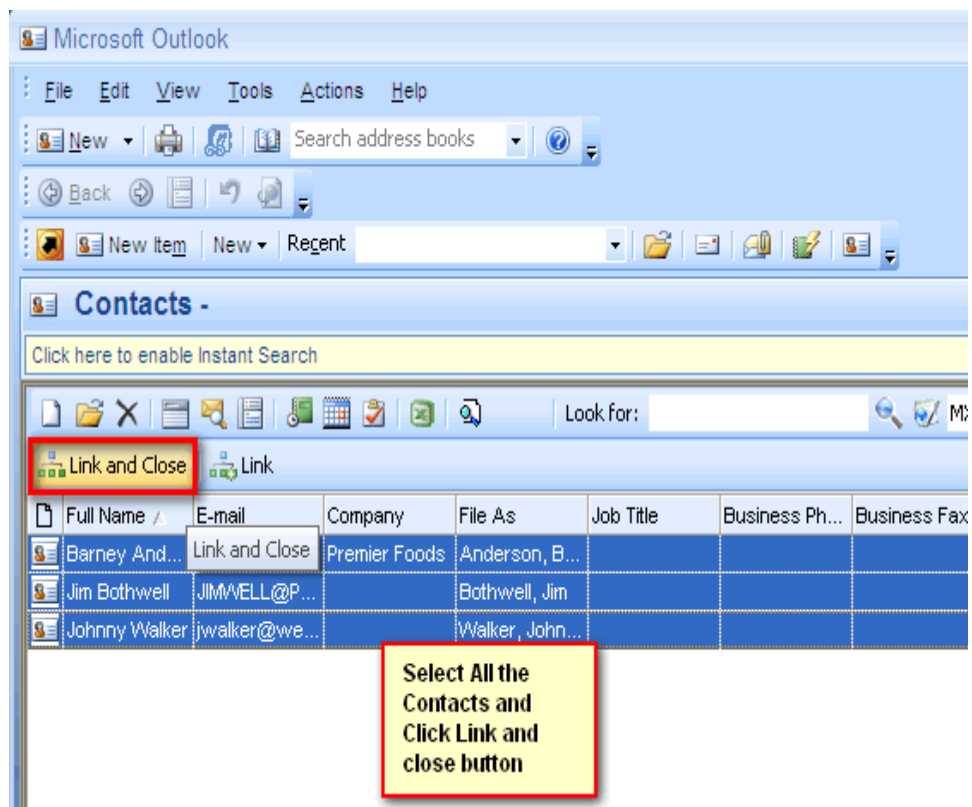 Microsoft Outlook
File Edit View Tools Actions Help
New Search address books
Back
New Item New Recent
Contacts -
Click here to enable Instant Search
Look for:
Link and Close Link
Full Name E-mail Company File As Job Title Business Ph... Business Fax
Barney And... Link and Close Premier Foods Anderson, B...
Jim Bothwell JIMWELL@P... Bothwell, Jim
Johnny Walker jwalker@we... Walker, John...
Select All the
Contacts and
Click Link and
close button